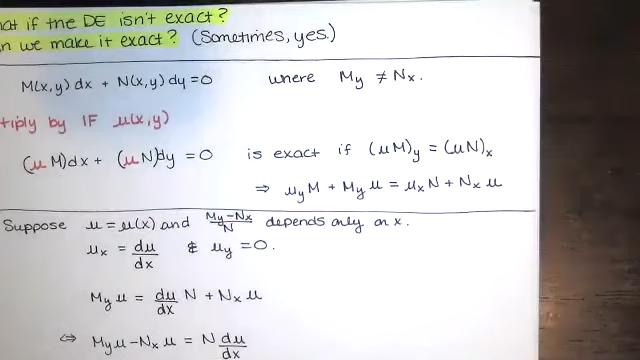 at if the DE isn't exact?
n we make it exact? (Sometimes, yes.)
M(x,y) dx + N(x,y) dy = 0 where My ≠ Nx.
tiply by IF μ(x,y)
(μM)dx + (μN)dy = 0 is exact if (μM)y = (μN)x
⇒ μyM + Myμ = μxN + Nxμ
Suppose μ = μ(x) and (My-Nx)/N depends only on x.
μx = dμ/dx & μy = 0.
Myμ = dμ/dx N + Nxμ
⇔ Myμ - Nxμ = N dμ/dx